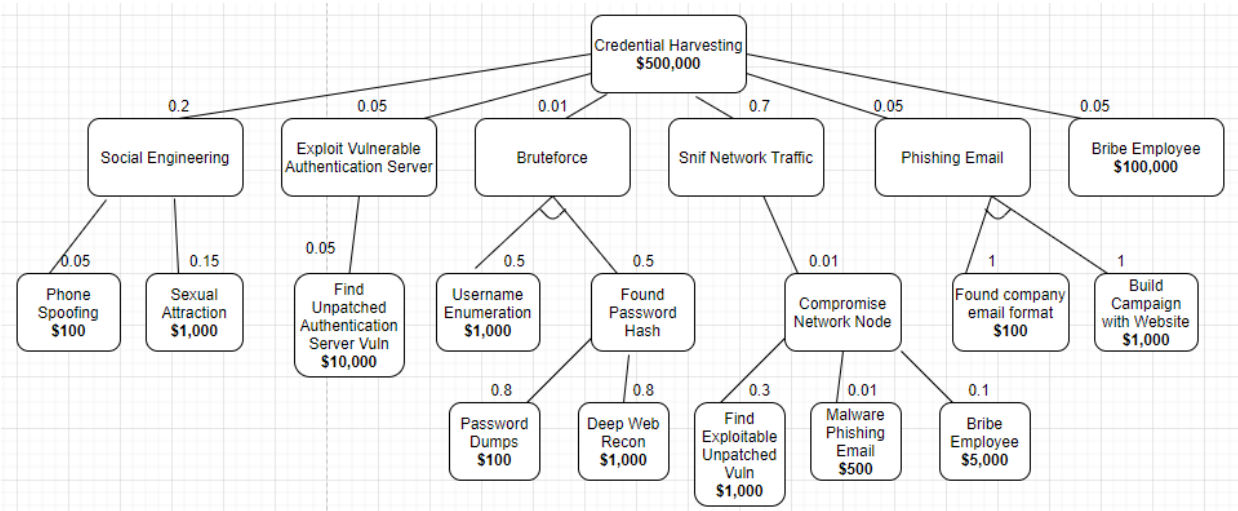 Credential Harvesting
$500,000
0.2
0.05
0.01
0.7
0.05
0.05
Social Engineering
Exploit Vulnerable
Authentication Server
Bruteforce
Snif Network Traffic
Phishing Email
Bribe Employee
$100,000
0.05
0.15
0.05
0.5
0.5
0.01
1
1
Phone
Spoofing
$100
Sexual
Attraction
$1,000
Find
Unpatched
Authentication
Server Vuln
$10,000
Username
Enumeration
$1,000
Found
Password
Hash
Compromise
Network Node
Found company
email format
$100
Build
Campaign
with Website
$1,000
0.8
0.8
0.3
0.01
0.1
Password
Dumps
$100
Deep Web
Recon
$1,000
Find
Exploitable
Unpatched
Vuln
$1,000
Malware
Phishing
Email
$500
Bribe
Employee
$5,000